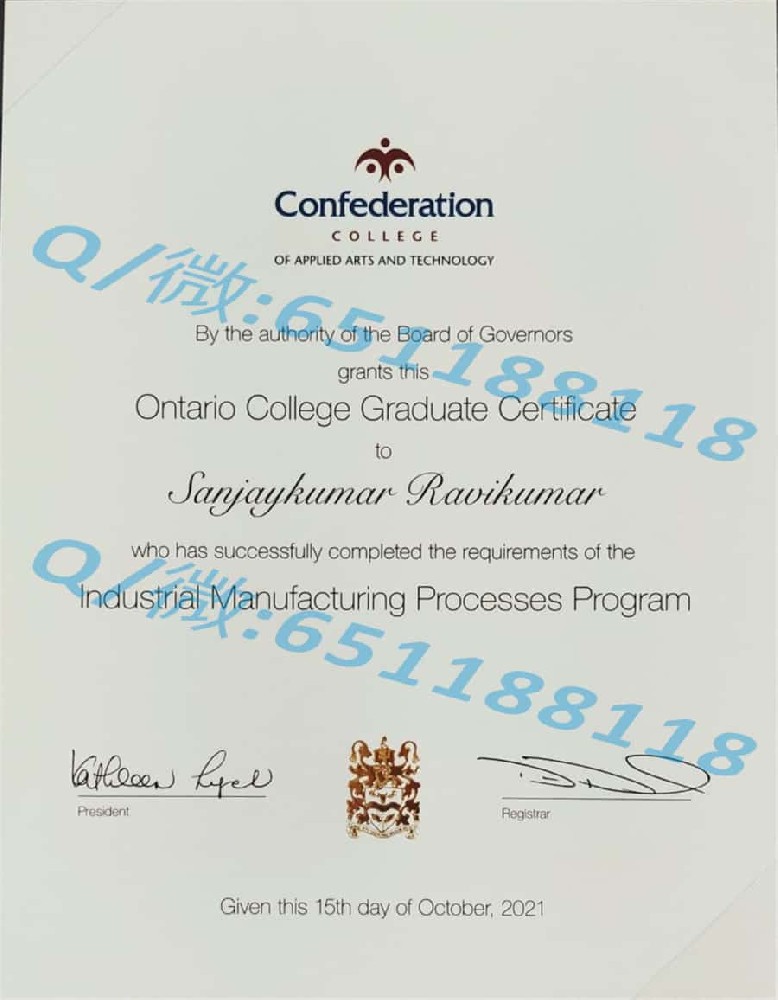 Confederation
COLLEGE
OF APPLIED ARTS AND TECHNOLOGY
Q/微:651188118
By the authority of the Board of Governors
grants this
Ontario College Graduate Certificate
to
Sanjaykumar Ravikumar
who has successfully completed the requirements of the
Industrial Manufacturing Processes Program
Q/微:651188118
President
Registrar
Given this 15th day of October, 2021